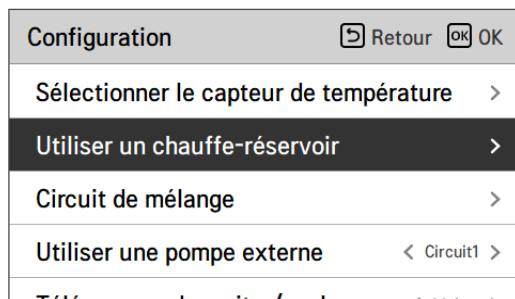 Configuration Retour OK OK
Sélectionner le capteur de température >
Utiliser un chauffe-réservoir >
Circuit de mélange >
Utiliser une pompe externe < Circuit1 >